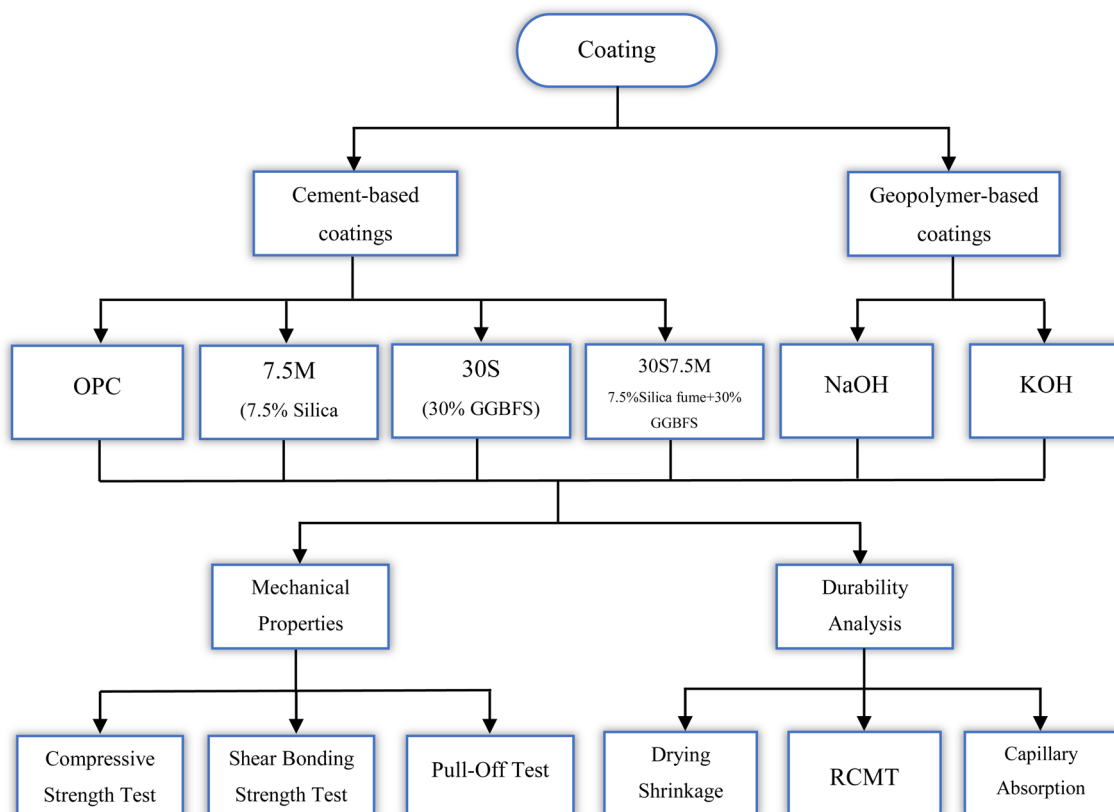 Coating
Cement-based
coatings
Geopolymer-based
coatings
OPC
7.5M
(7.5% Silica
30S
(30% GGBFS)
30S7.5M
7.5%Silica fume+30%
GGBFS
NaOH
KOH
Mechanical
Properties
Durability
Analysis
Compressive
Strength Test
Shear Bonding
Strength Test
Pull-Off Test
Drying
Shrinkage
RCMT
Capillary
Absorption